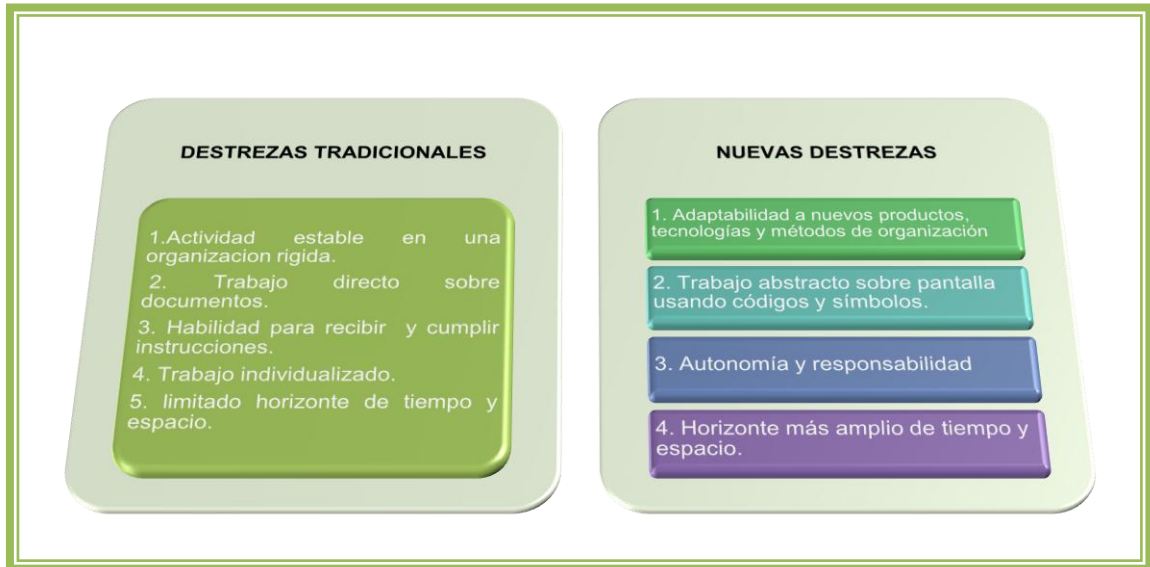 DESTREZAS TRADICIONALES
1.Actividad estable en una
organizacion rigida.
2. Trabajo directo sobre
documentos.
3. Habilidad para recibir y cumplir
instrucciones.
4. Trabajo individualizado.
5. limitado horizonte de tiempo y
espacio.
NUEVAS DESTREZAS
1. Adaptabilidad a nuevos productos,
tecnologías y métodos de organización
2. Trabajo abstracto sobre pantalla
usando códigos y símbolos.
3. Autonomía y responsabilidad
4. Horizonte más amplio de tiempo y
espacio.